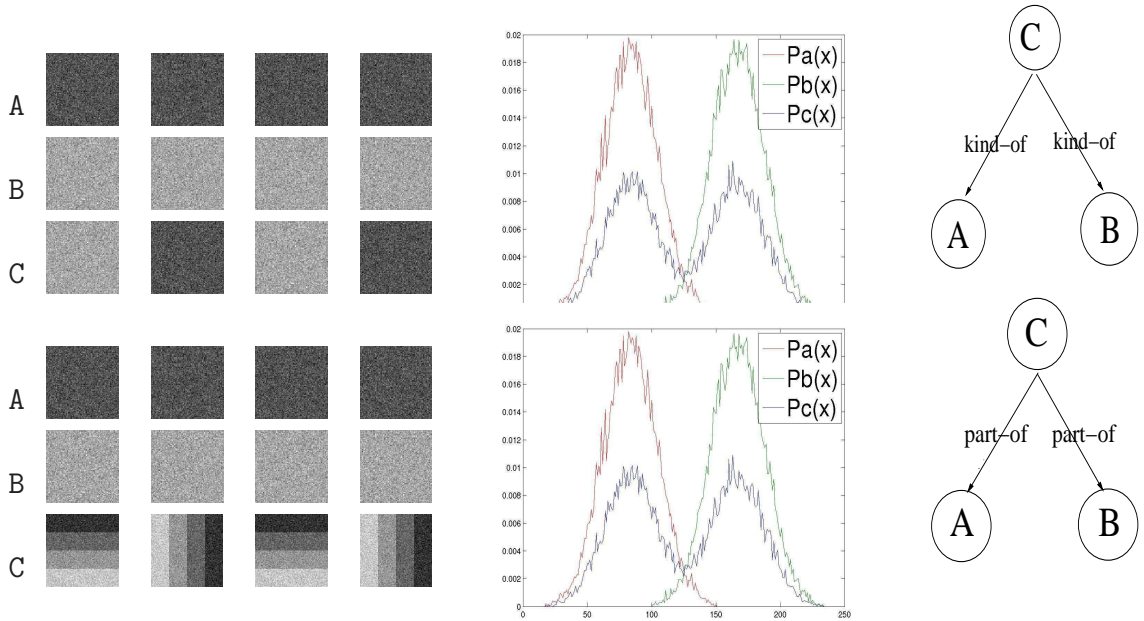 A
B
C
0.02
0.018
0.016
0.014
0.012
0.01
0.008
0.006
0.004
0.002
Pa(x)
Pb(x)
Pc(x)
C
kind-of
kind-of
A
B
A
B
C
0.02
0.018
0.016
0.014
0.012
0.01
0.008
0.006
0.004
0.002
0
0
50
100
150
200
250
Pa(x)
Pb(x)
Pc(x)
C
part-of
part-of
A
B